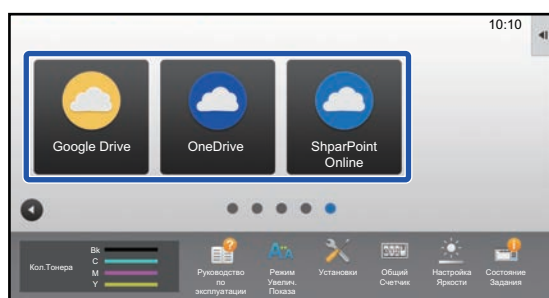 10:10
Google Drive
OneDrive
ShparPoint
Online
Кол.Тонера
Bk
C
M
Y
Руководство
по
эксплуатации
Режим
Увелич.
Показа
Установки
Общий
Счетчик
Настройка
Яркости
Состояние
Задания